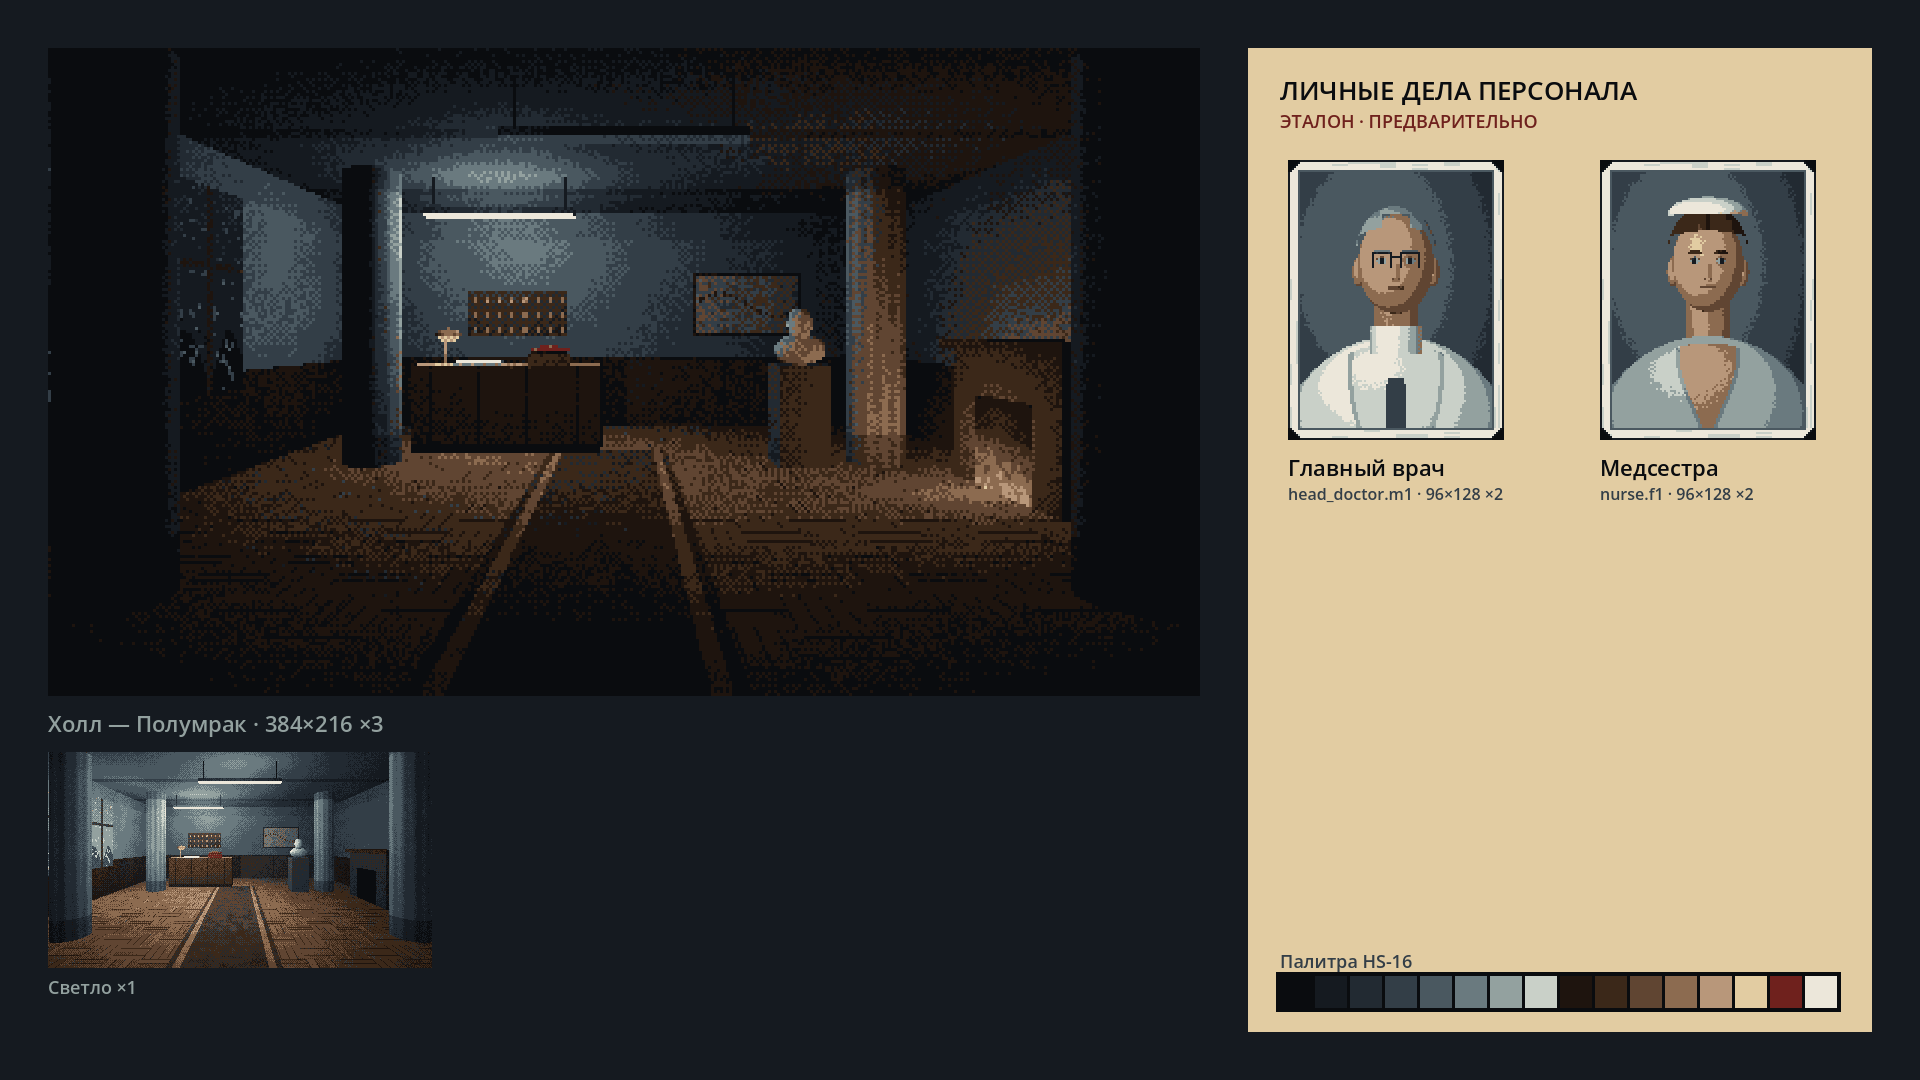 ЛИЧНЫЕ ДЕЛА ПЕРСОНАЛА
ЭТАЛОН · ПРЕДВАРИТЕЛЬНО
Главный врач
head_doctor.m1 · 96×128 ×2
Медсестра
nurse.f1 · 96×128 ×2
Холл — Полумрак · 384×216 ×3
Светло ×1
Палитра HS-16